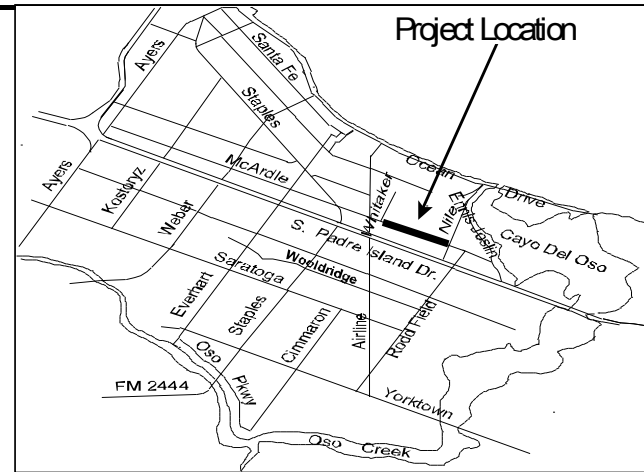 Project Location
Ayers
Santa Fe
Staples
Ocean
Drive
McArdle
Whitaker
Nile
Ennis Joslin
Cayo Del Oso
Ayers
Kostoryz
Weber
S. Padre Island Dr.
Wooldridge
Saratoga
Everhart
Staples
Cimmaron
Airline
Rodd Field
Oso
Pkwy
FM 2444
Yorktown
Oso Creek